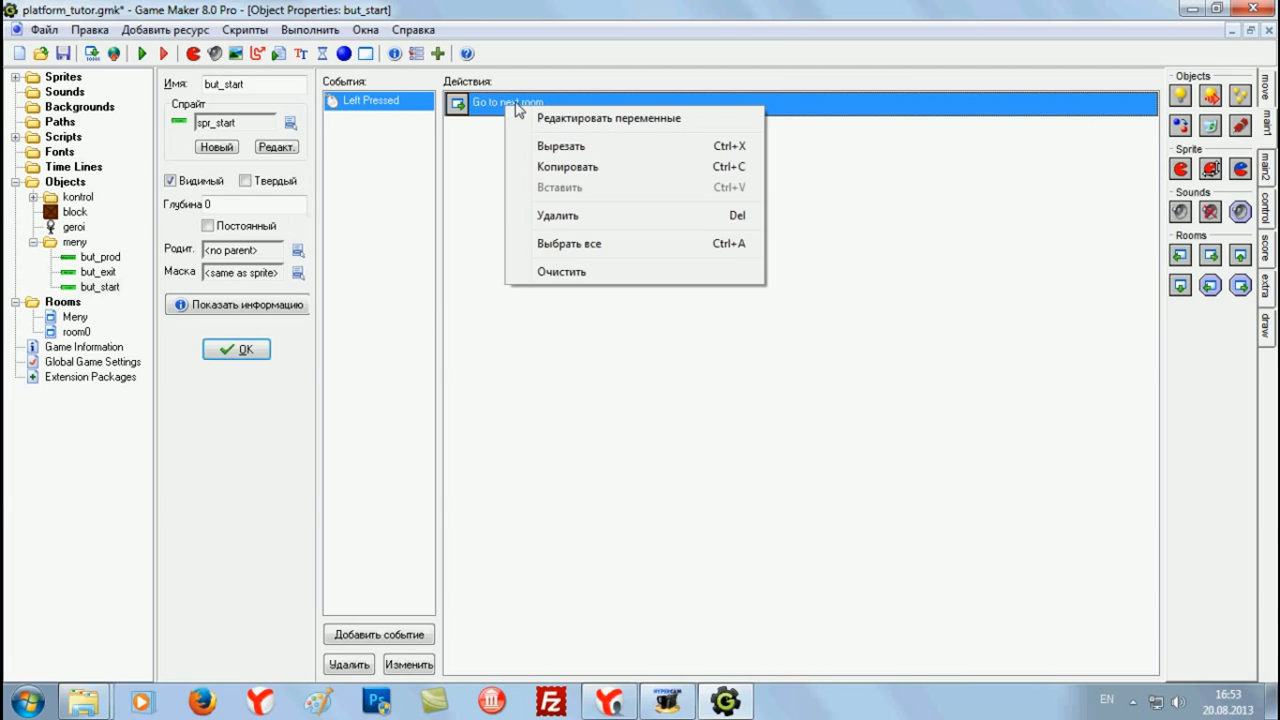 platform_tutor.gmk* - Game Maker 8.0 Pro - [Object Properties: but_start]
Файл Правка Добавить ресурс Скрипты Выполнить Окна Справка
Sprites
Sounds
Backgrounds
Paths
Scripts
Fonts
Time Lines
Objects
kontrol
block
geroi
meny
but_prod
but_exit
but_start
Rooms
Meny
room0
Game Information
Global Game Settings
Extension Packages
Имя: but_start
Спрайт
spr_start
Новый Редакт.
Видимый Твердый
Глубина 0
Постоянный
Родит. <no parent>
Маска <same as sprite>
Показать информацию
OK
События:
Left Pressed
Добавить событие
Удалить Изменить
Действия:
Go to next room
Редактировать переменные
Вырезать Ctrl+X
Копировать Ctrl+C
Вставить Ctrl+V
Удалить Del
Выбрать все Ctrl+A
Очистить
Objects
Sprite
Sounds
Rooms
move
main1
main2
control
score
extra
draw
EN
16:53
20.08.2013